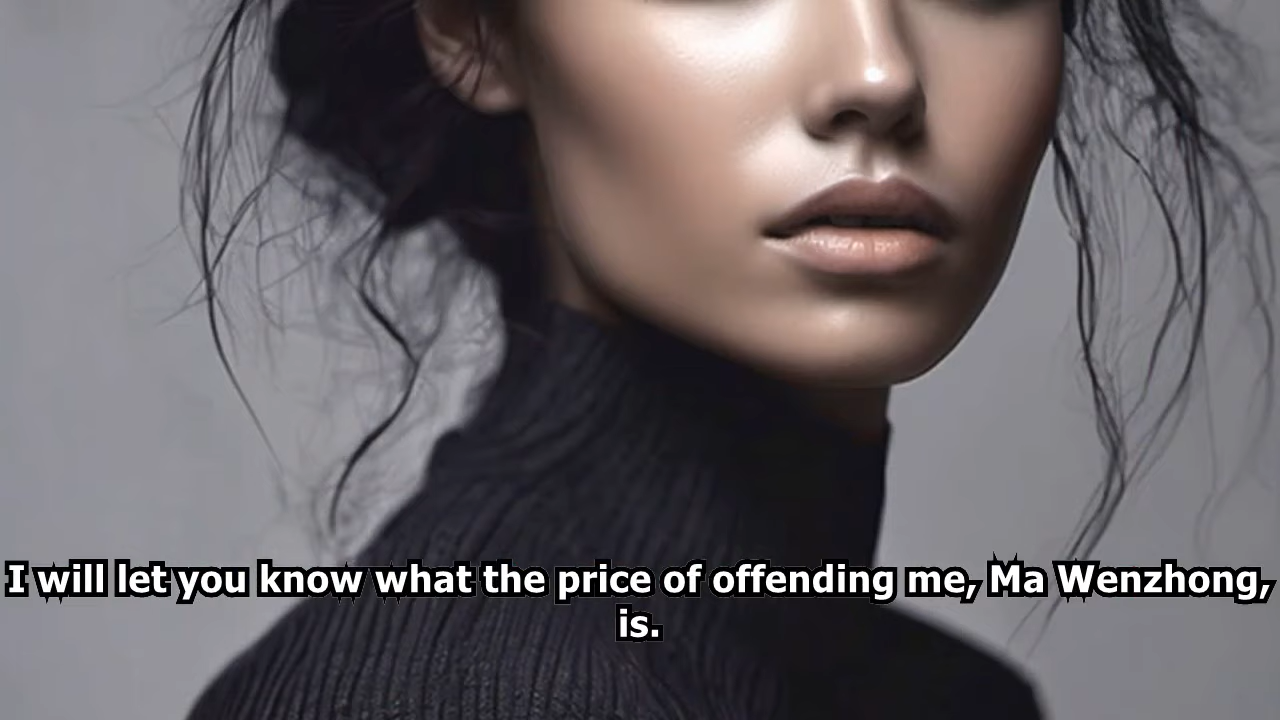 I will let you know what the price of offending me, Ma Wenzhong,
is.